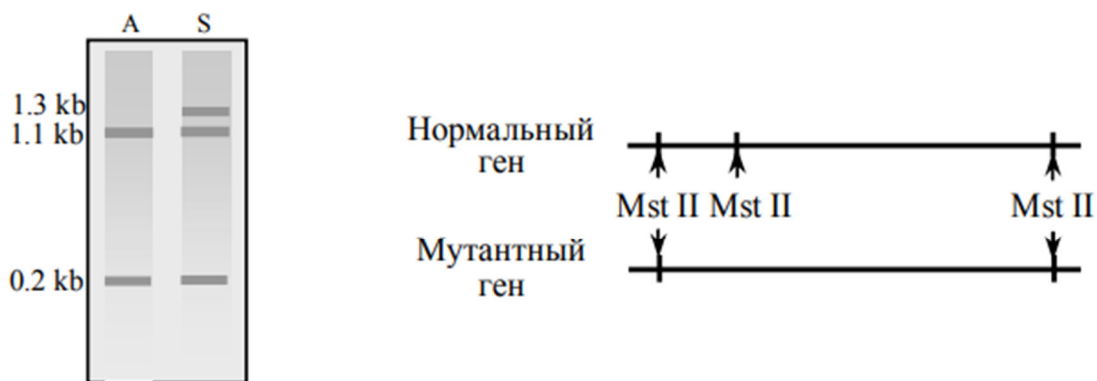 A S
1.3 kb
1.1 kb
0.2 kb
Нормальный
ген
Mst II Mst II Mst II
Мутантный
ген